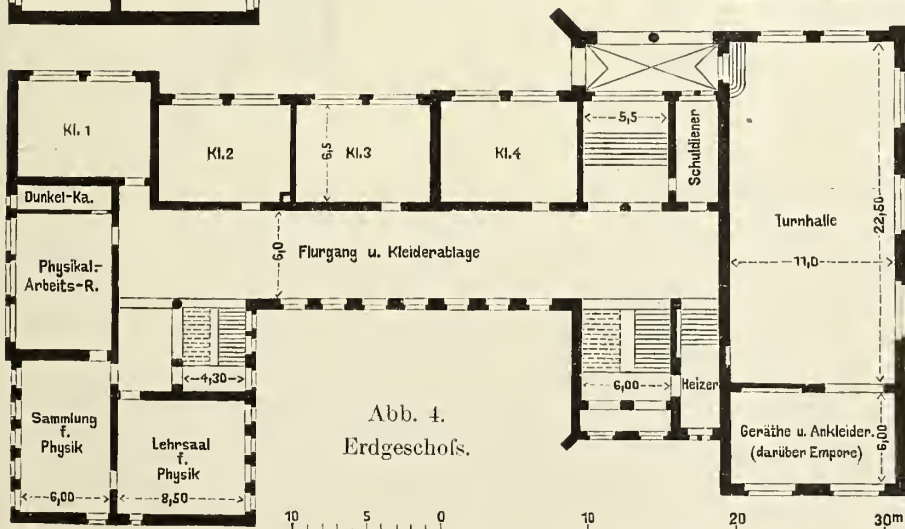 Kl. 1
Kl.2
6,5
Kl.3
Kl.4
5,5
Schuldiener
Turnhalle
22,50
11,0
Dunkel-Ka.
Physikal.-
Arbeits-R.
6,0
Flurgang u. Kleiderablage
4,30
6,00
Heizer
Sammlung
f.
Physik
6,00
Lehrsaal
f.
Physik
8,50
Abb. 4.
Erdgeschoſs.
Geräthe u. Ankleider.
(darüber Empore)
6,00
10 5 0 10 20 30m